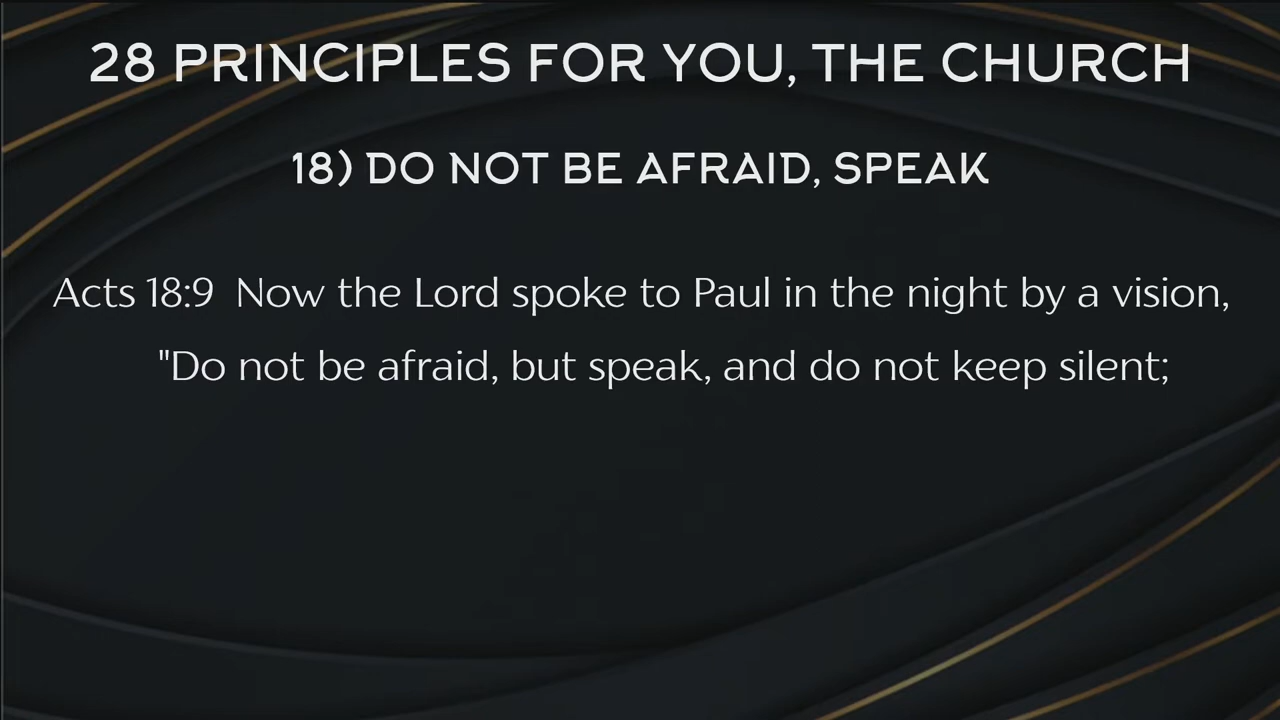 28 PRINCIPLES FOR YOU, THE CHURCH
18) DO NOT BE AFRAID, SPEAK
Acts 18:9  Now the Lord spoke to Paul in the night by a vision,
"Do not be afraid, but speak, and do not keep silent;